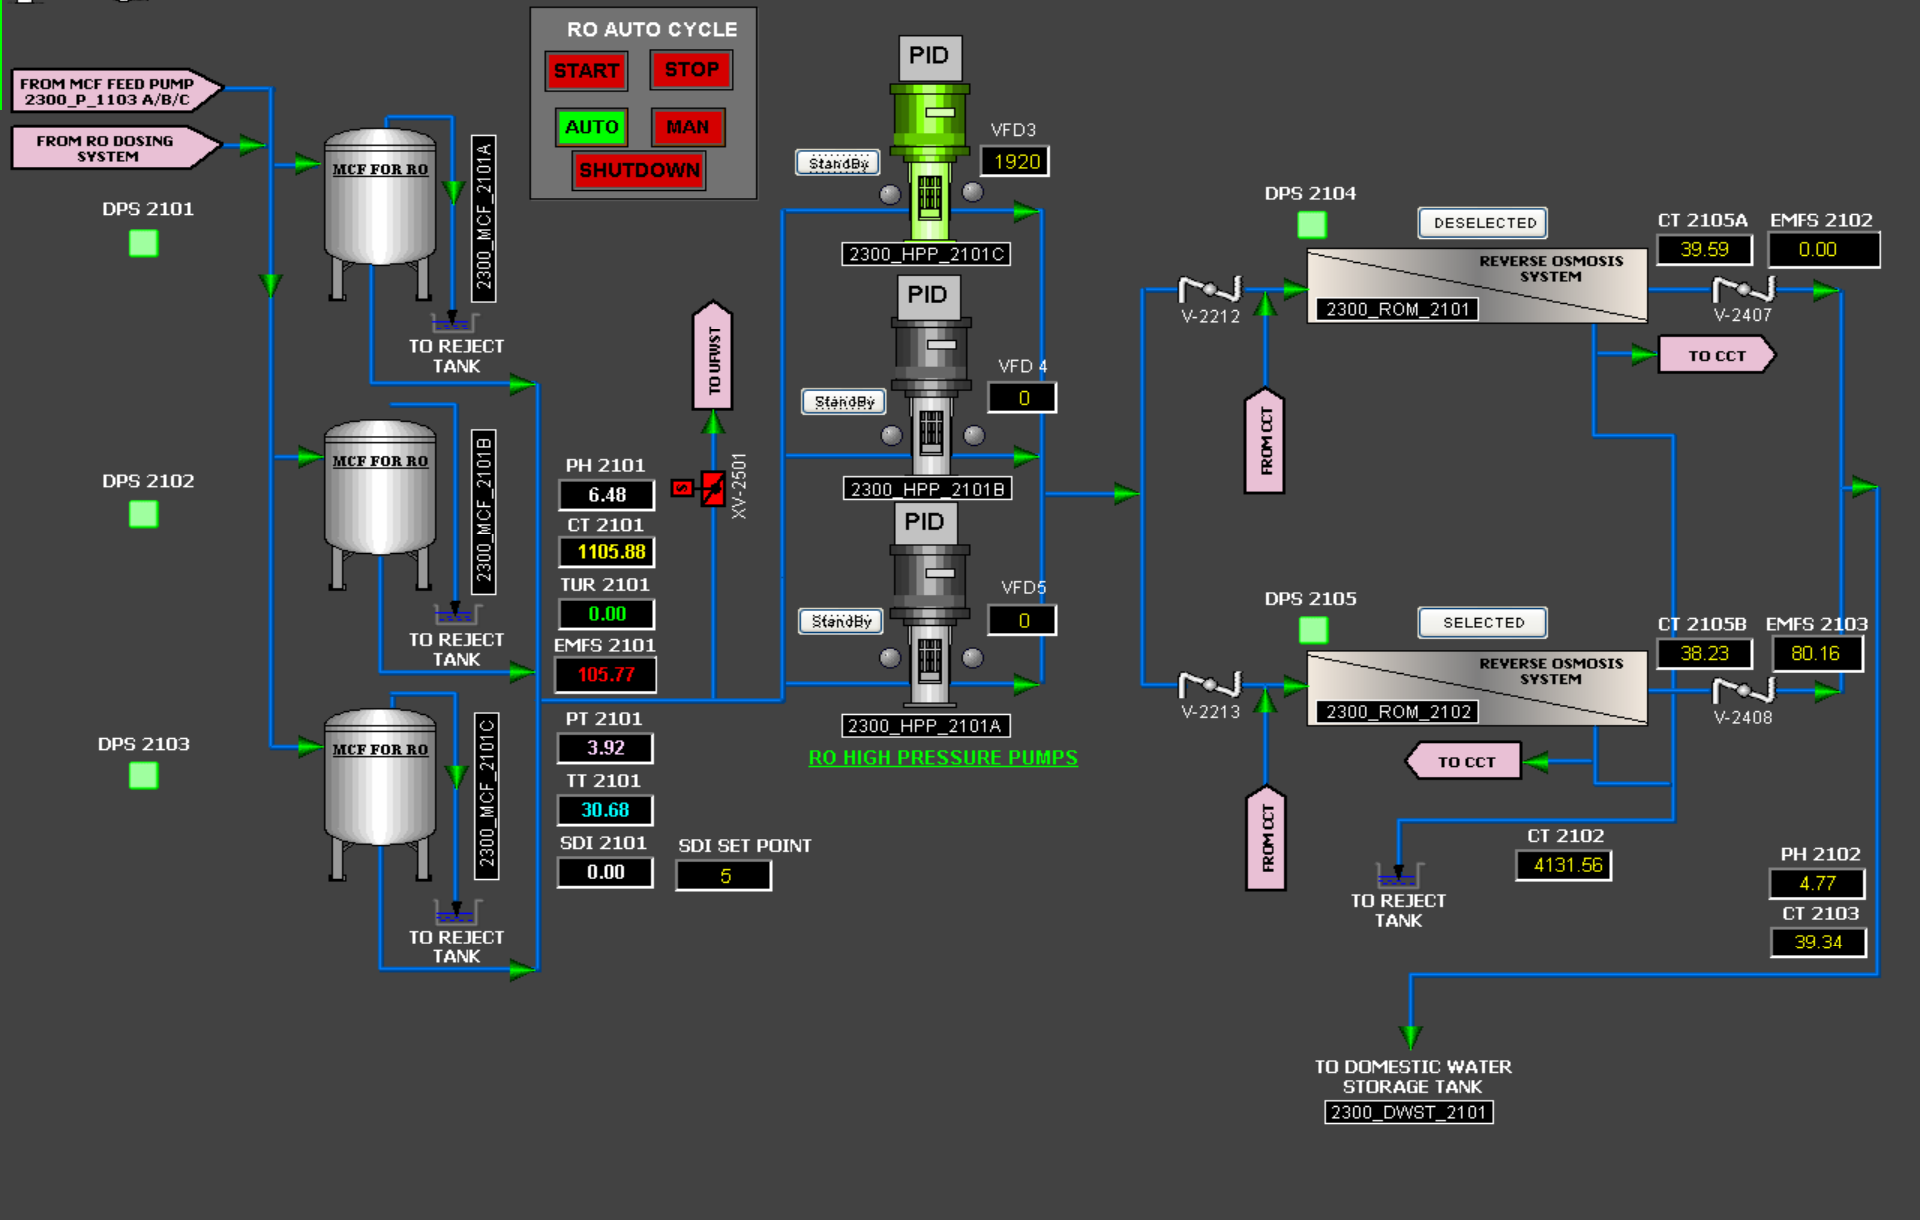 FROM MCF FEED PUMP
2300_P_1103 A/B/C
FROM RO DOSING
SYSTEM
DPS 2101
DPS 2102
DPS 2103
MCF FOR RO
2300_MCF_2101A
TO REJECT
TANK
MCF FOR RO
2300_MCF_2101B
TO REJECT
TANK
MCF FOR RO
2300_MCF_2101C
TO REJECT
TANK
RO AUTO CYCLE
START
STOP
AUTO
MAN
SHUTDOWN
PH 2101
6.48
CT 2101
1105.88
TUR 2101
0.00
EMFS 2101
105.77
PT 2101
3.92
TT 2101
30.68
SDI 2101
0.00
SDI SET POINT
5
TO UFWST
S
XV-2501
PID
VFD3
1920
StandBy
2300_HPP_2101C
PID
VFD 4
0
StandBy
2300_HPP_2101B
PID
VFD5
0
StandBy
2300_HPP_2101A
RO HIGH PRESSURE PUMPS
DPS 2104
DESELECTED
CT 2105A
39.59
EMFS 2102
0.00
REVERSE OSMOSIS
SYSTEM
2300_ROM_2101
V-2212
V-2407
TO CCT
FROM CCT
DPS 2105
SELECTED
CT 2105B
38.23
EMFS 2103
80.16
REVERSE OSMOSIS
SYSTEM
2300_ROM_2102
V-2213
V-2408
TO CCT
FROM CCT
CT 2102
4131.56
TO REJECT
TANK
PH 2102
4.77
CT 2103
39.34
TO DOMESTIC WATER
STORAGE TANK
2300_DWST_2101